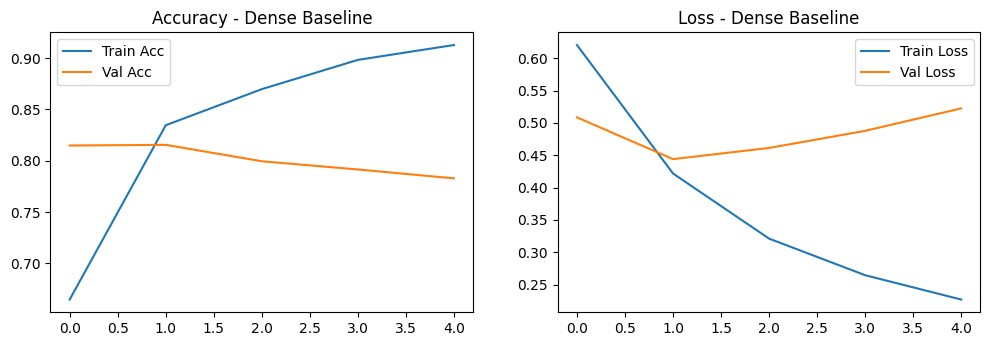 Accuracy - Dense Baseline
Train Acc
Val Acc
0.90
0.85
0.80
0.75
0.70
0.0 0.5 1.0 1.5 2.0 2.5 3.0 3.5 4.0
Loss - Dense Baseline
Train Loss
Val Loss
0.60
0.55
0.50
0.45
0.40
0.35
0.30
0.25
0.0 0.5 1.0 1.5 2.0 2.5 3.0 3.5 4.0